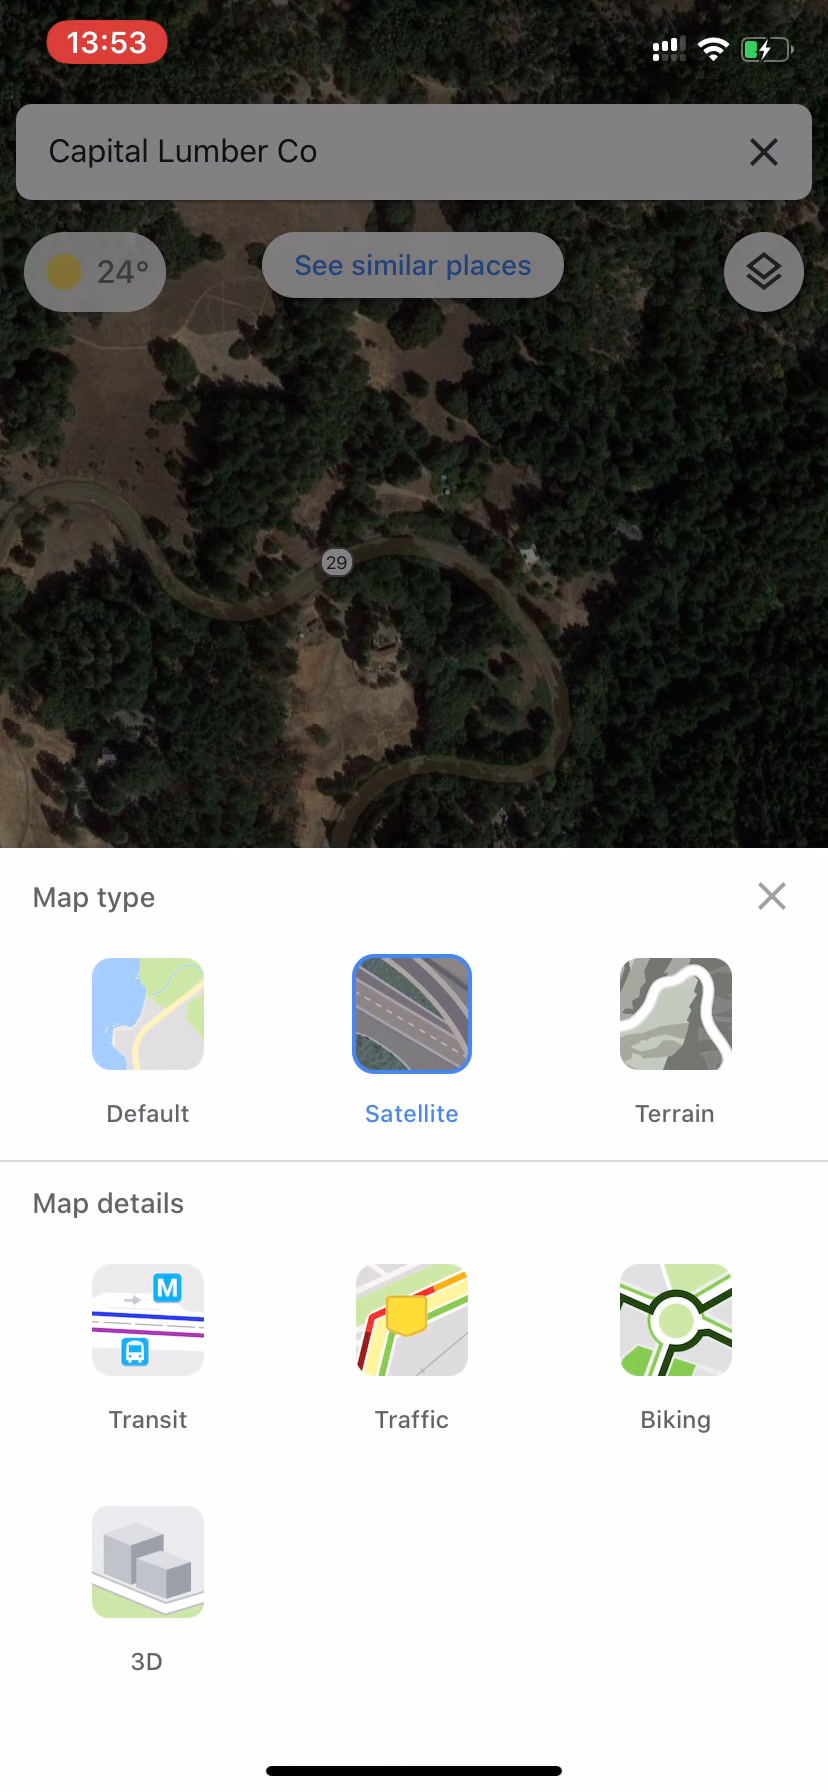 13:53
Capital Lumber Co
24°
See similar places
29
Map type
Default
Satellite
Terrain
Map details
M
Transit
Traffic
Biking
3D